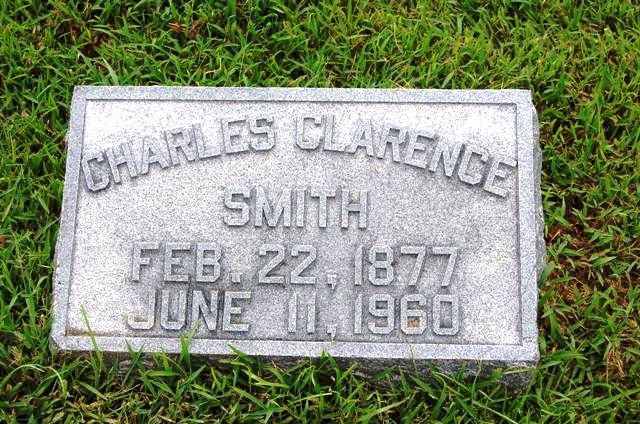 CHARLES CLARENCE
SMITH
FEB. 22, 1877
JUNE 11, 1960